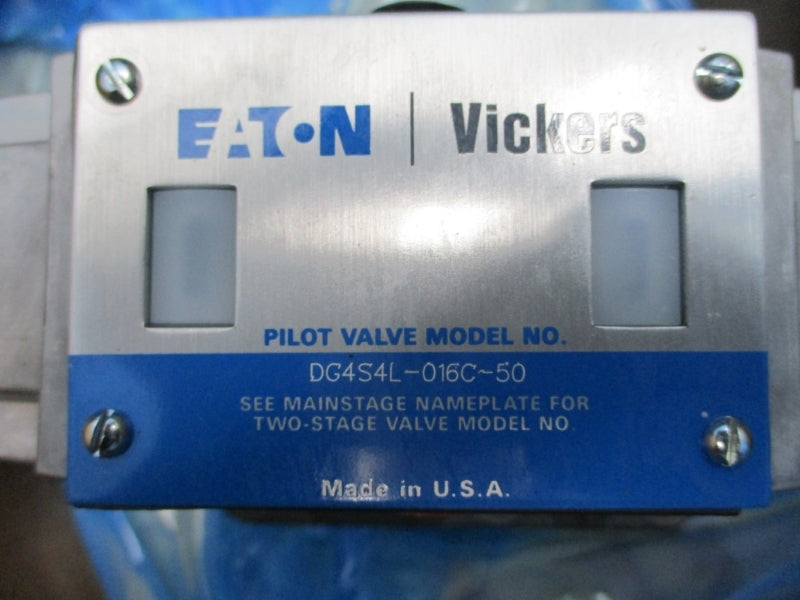 EATON | Vickers
PILOT VALVE MODEL NO.
DG4S4L-016C-50
SEE MAINSTAGE NAMEPLATE FOR
TWO-STAGE VALVE MODEL NO.
Made in U.S.A.